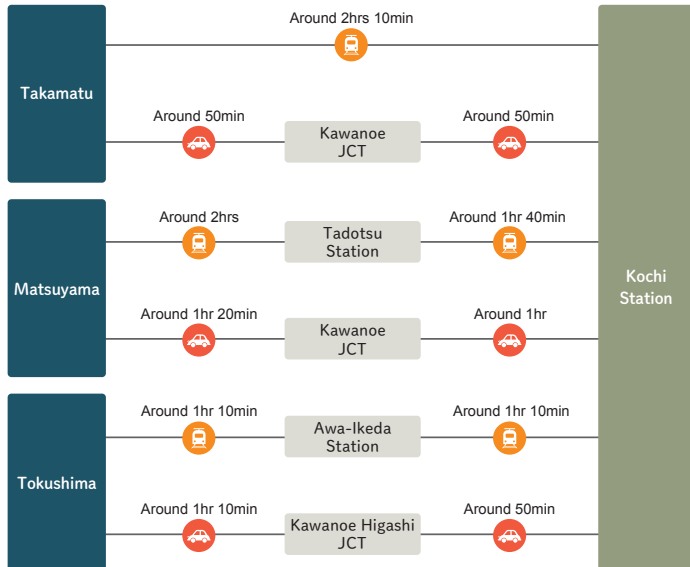 Around 2hrs 10min
Takamatu
Around 50min
Kawanoe
JCT
Around 50min
Around 2hrs
Tadotsu
Station
Around 1hr 40min
Matsuyama
Around 1hr 20min
Kawanoe
JCT
Around 1hr
Kochi
Station
Around 1hr 10min
Awa-Ikeda
Station
Around 1hr 10min
Tokushima
Around 1hr 10min
Kawanoe Higashi
JCT
Around 50min